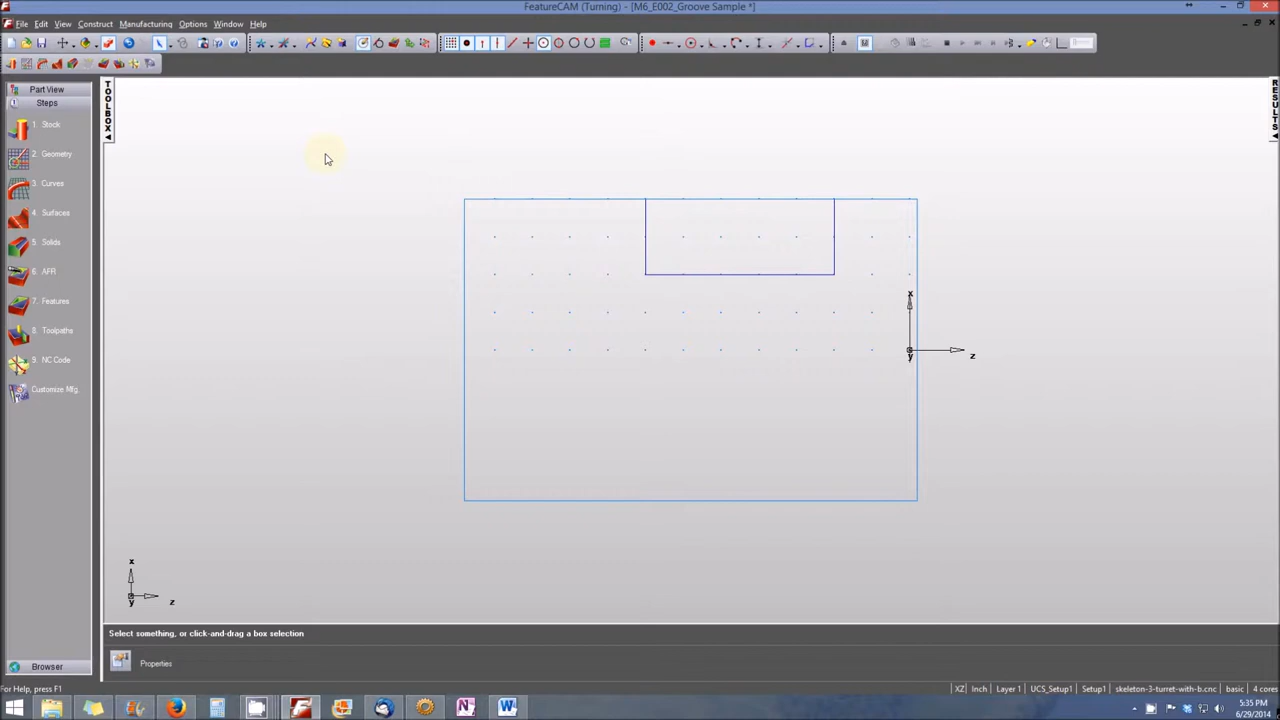 FeatureCAM (Turning) - [M6_E002_Groove Sample *]
File Edit View Construct Manufacturing Options Window Help
Part View
Steps
1. Stock
2. Geometry
3. Curves
4. Surfaces
5. Solids
6. AFR
7. Features
8. Toolpaths
9. NC Code
Customize Mfg.
Browser
TOOLBOX
RESULTS
x
z
y
x
z
y
Select something, or click-and-drag a box selection
Properties
For Help, press F1
XZ Inch Layer 1 UCS_Setup1 Setup1 skeleton-3-turret-with-b.cnc basic 4 cores
5:35 PM
6/29/2014